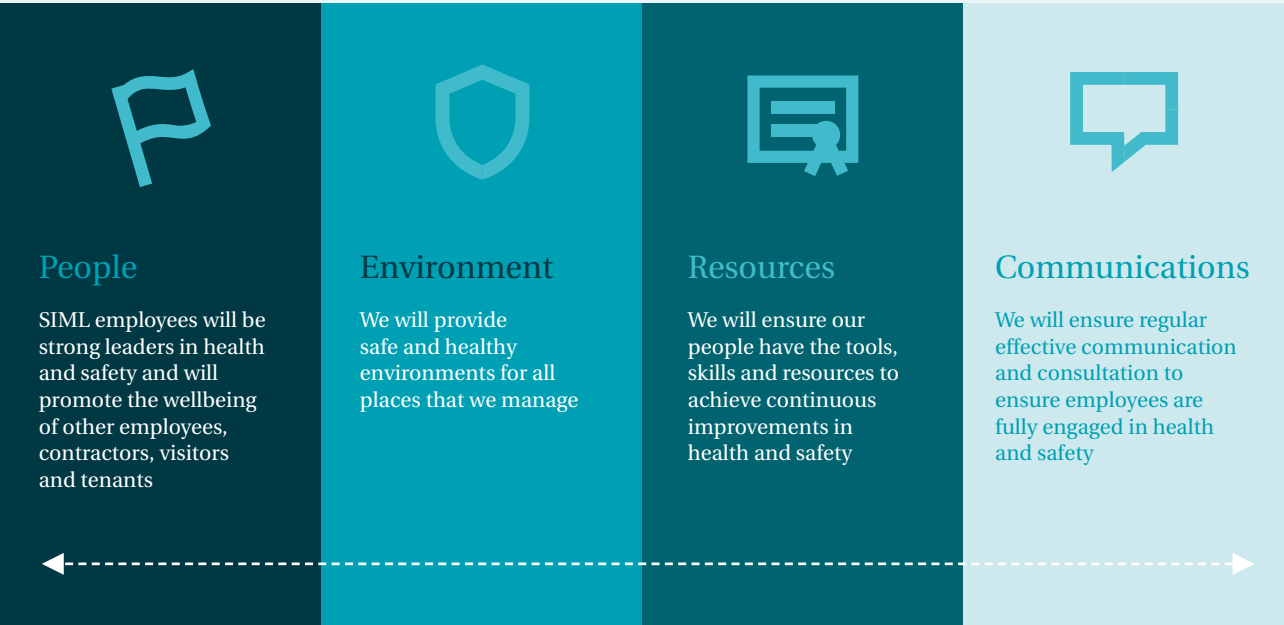 People
SIML employees will be
strong leaders in health
and safety and will
promote the wellbeing
of other employees,
contractors, visitors
and tenants
Environment
We will provide
safe and healthy
environments for all
places that we manage
Resources
We will ensure our
people have the tools,
skills and resources to
achieve continuous
improvements in
health and safety
Communications
We will ensure regular
effective communication
and consultation to
ensure employees are
fully engaged in health
and safety